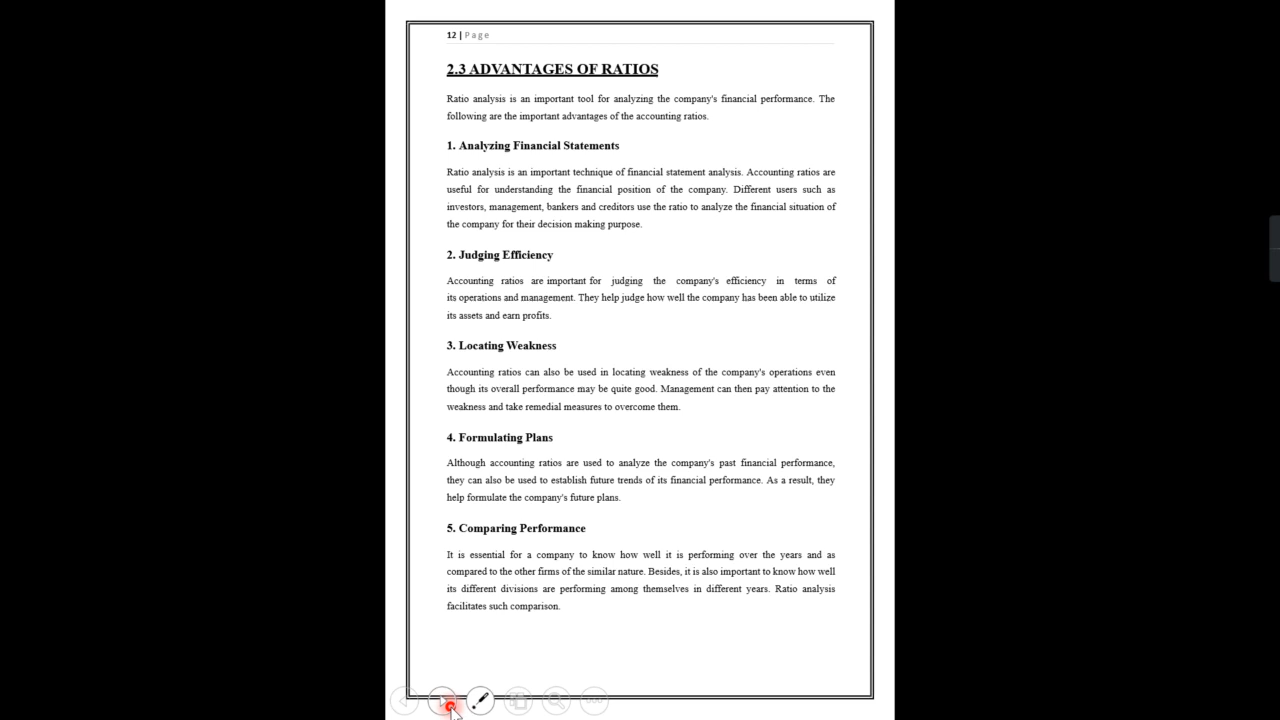 12 | Page
2.3 ADVANTAGES OF RATIOS
Ratio analysis is an important tool for analyzing the company's financial performance. The
following are the important advantages of the accounting ratios.
1. Analyzing Financial Statements
Ratio analysis is an important technique of financial statement analysis. Accounting ratios are
useful for understanding the financial position of the company. Different users such as
investors, management, bankers and creditors use the ratio to analyze the financial situation of
the company for their decision making purpose.
2. Judging Efficiency
Accounting ratios are important for judging the company's efficiency in terms of
its operations and management. They help judge how well the company has been able to utilize
its assets and earn profits.
3. Locating Weakness
Accounting ratios can also be used in locating weakness of the company's operations even
though its overall performance may be quite good. Management can then pay attention to the
weakness and take remedial measures to overcome them.
4. Formulating Plans
Although accounting ratios are used to analyze the company's past financial performance,
they can also be used to establish future trends of its financial performance. As a result, they
help formulate the company's future plans.
5. Comparing Performance
It is essential for a company to know how well it is performing over the years and as
compared to the other firms of the similar nature. Besides, it is also important to know how well
its different divisions are performing among themselves in different years. Ratio analysis
facilitates such comparison.